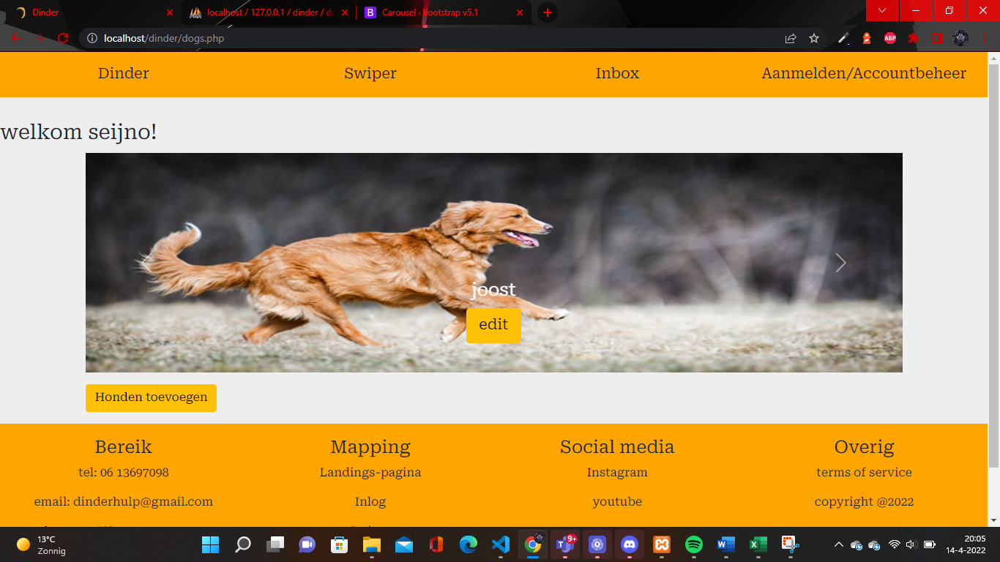 Dinder
localhost / 127.0.0.1 / dinder / de
Carousel · Bootstrap v5.1
localhost/dinder/dogs.php
ABP
Dinder Swiper Inbox Aanmelden/Accountbeheer
welkom seijno!
joost
edit
Honden toevoegen
Bereik Mapping Social media Overig
tel: 06 13697098 Landings-pagina Instagram terms of service
email: dinderhulp@gmail.com Inlog youtube copyright @2022
13°C
Zonnig
9+
20:05
14-4-2022